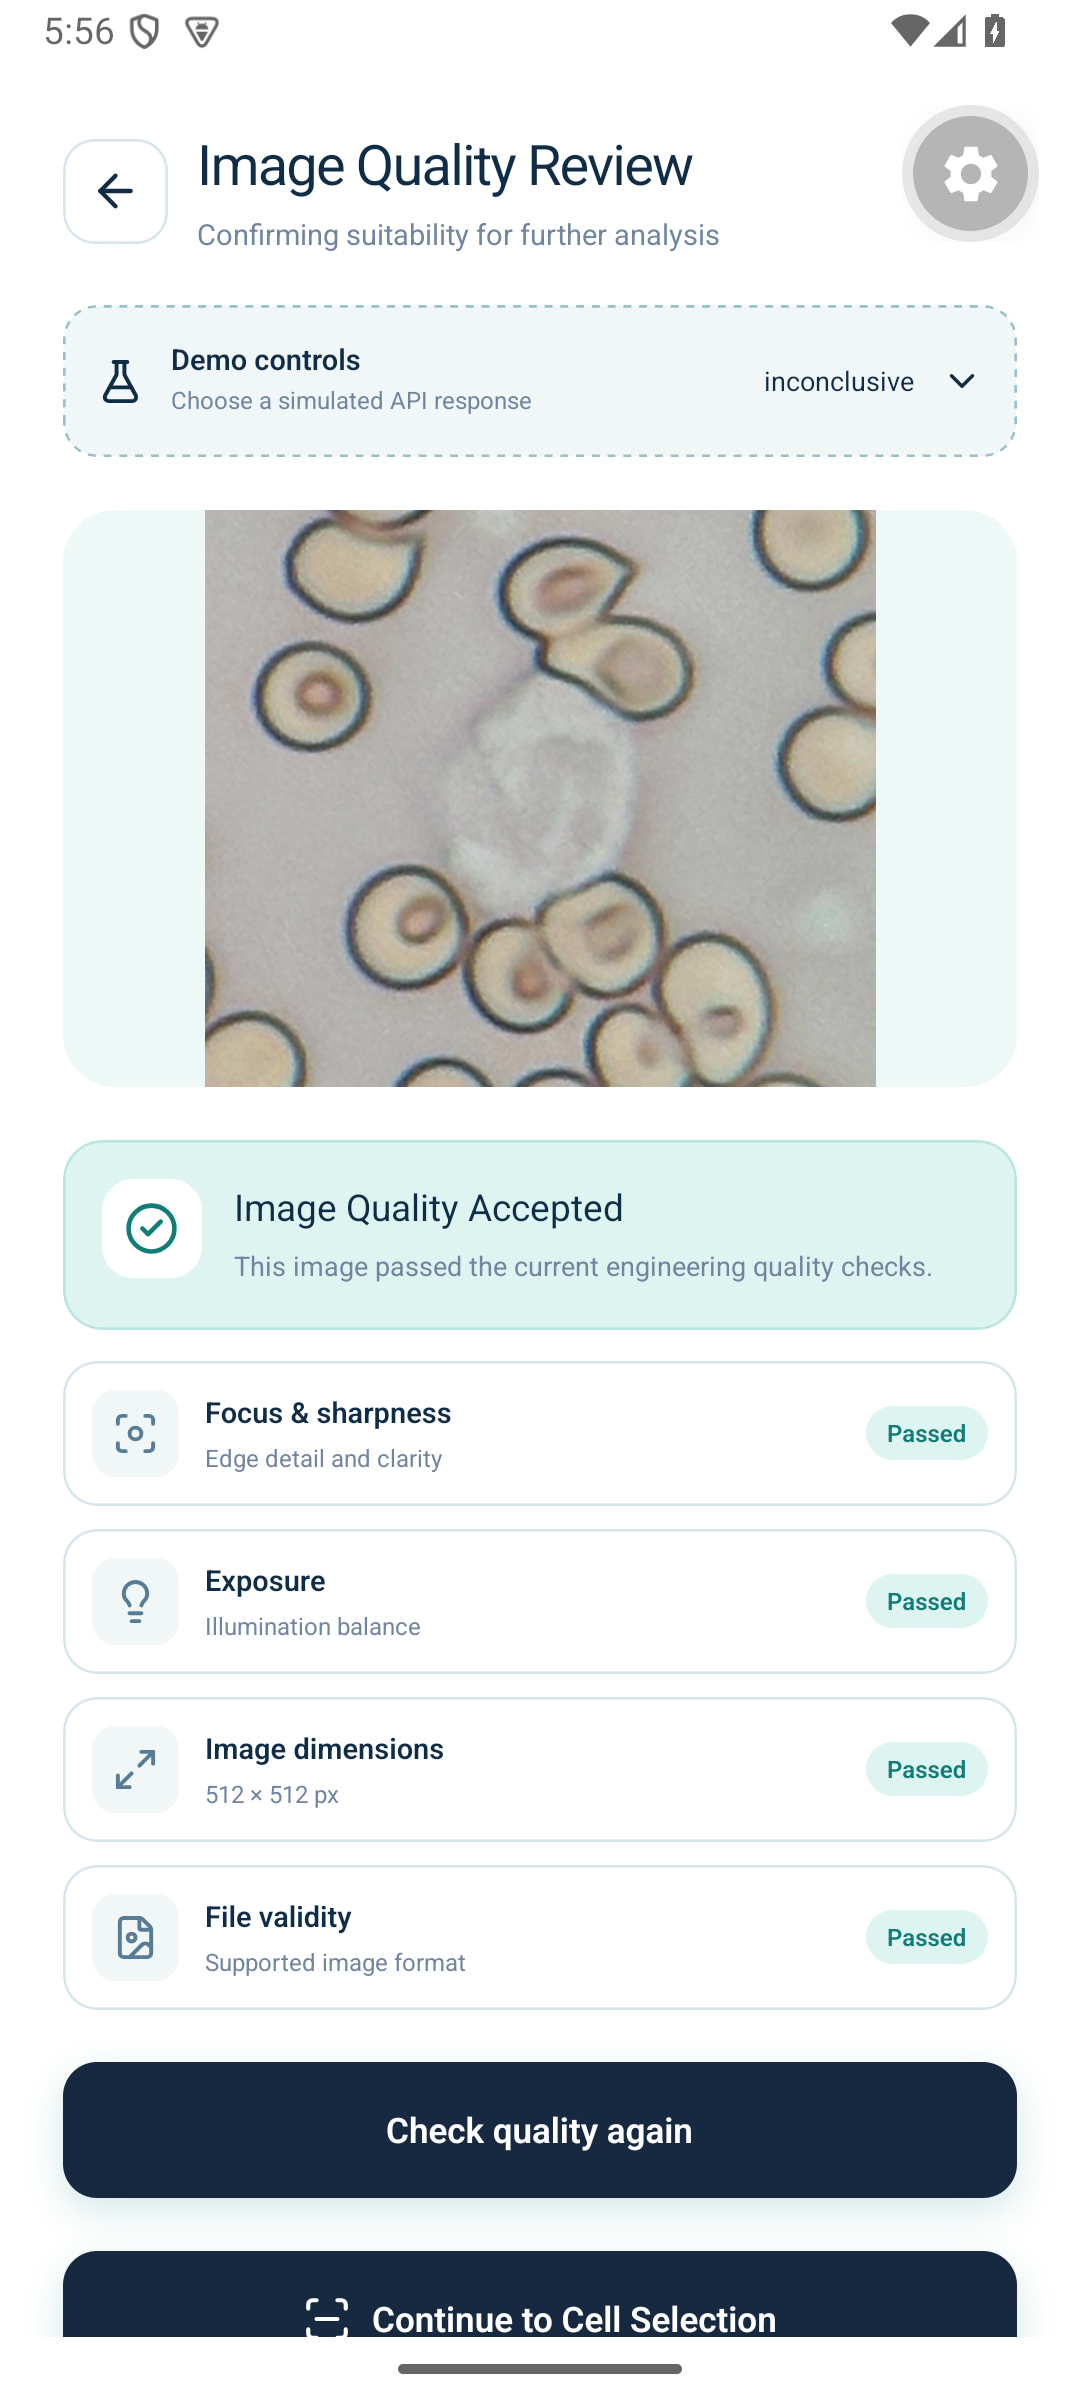 5:56
Image Quality Review
Confirming suitability for further analysis
Demo controls
Choose a simulated API response
inconclusive
Image Quality Accepted
This image passed the current engineering quality checks.
Focus & sharpness
Edge detail and clarity
Passed
Exposure
Illumination balance
Passed
Image dimensions
512 × 512 px
Passed
File validity
Supported image format
Passed
Check quality again
Continue to Cell Selection